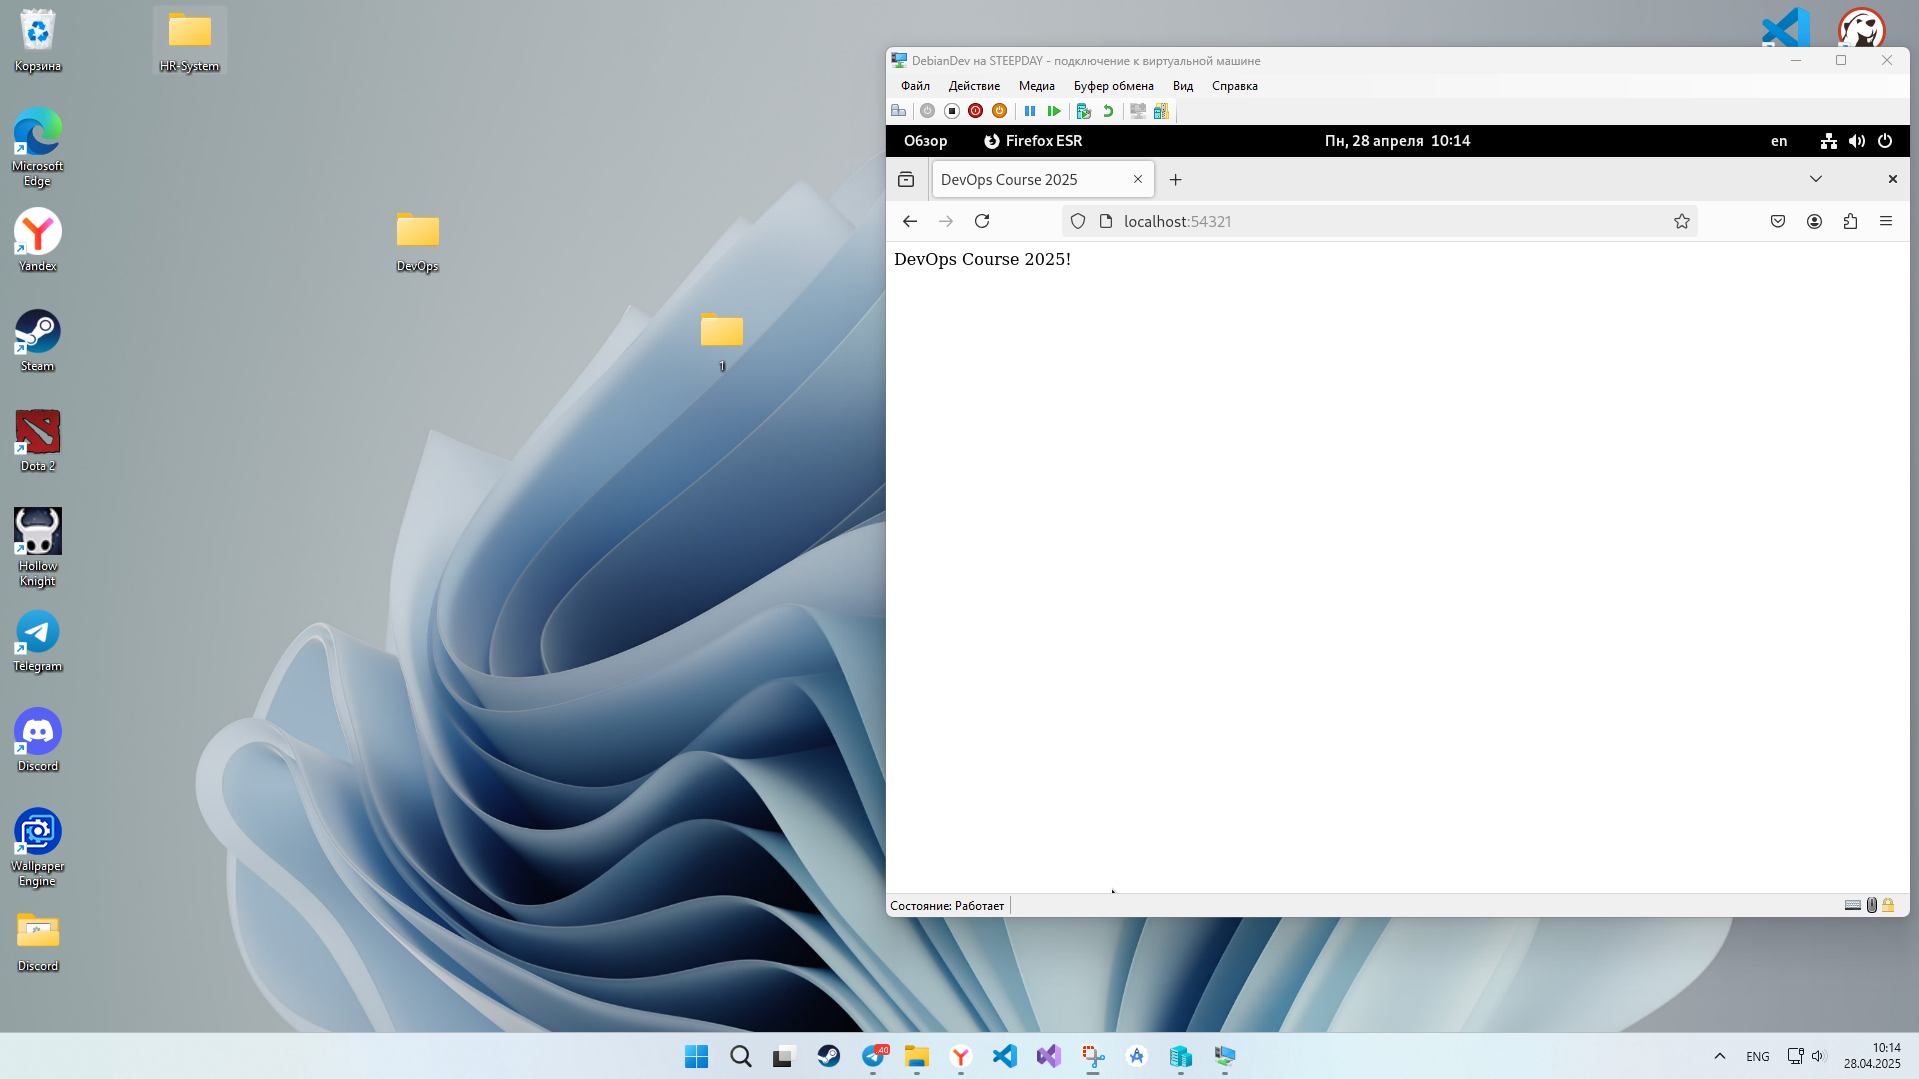 Корзина
HR-System
Microsoft
Edge
Yandex
DevOps
Steam
1
Dota 2
Hollow
Knight
Telegram
Discord
Wallpaper
Engine
Discord
DebianDev на STEEPDAY - подключение к виртуальной машине
Файл Действие Медиа Буфер обмена Вид Справка
Обзор Firefox ESR Пн, 28 апреля 10:14 en
DevOps Course 2025
localhost:54321
DevOps Course 2025!
Состояние: Работает
40
ENG
10:14
28.04.2025